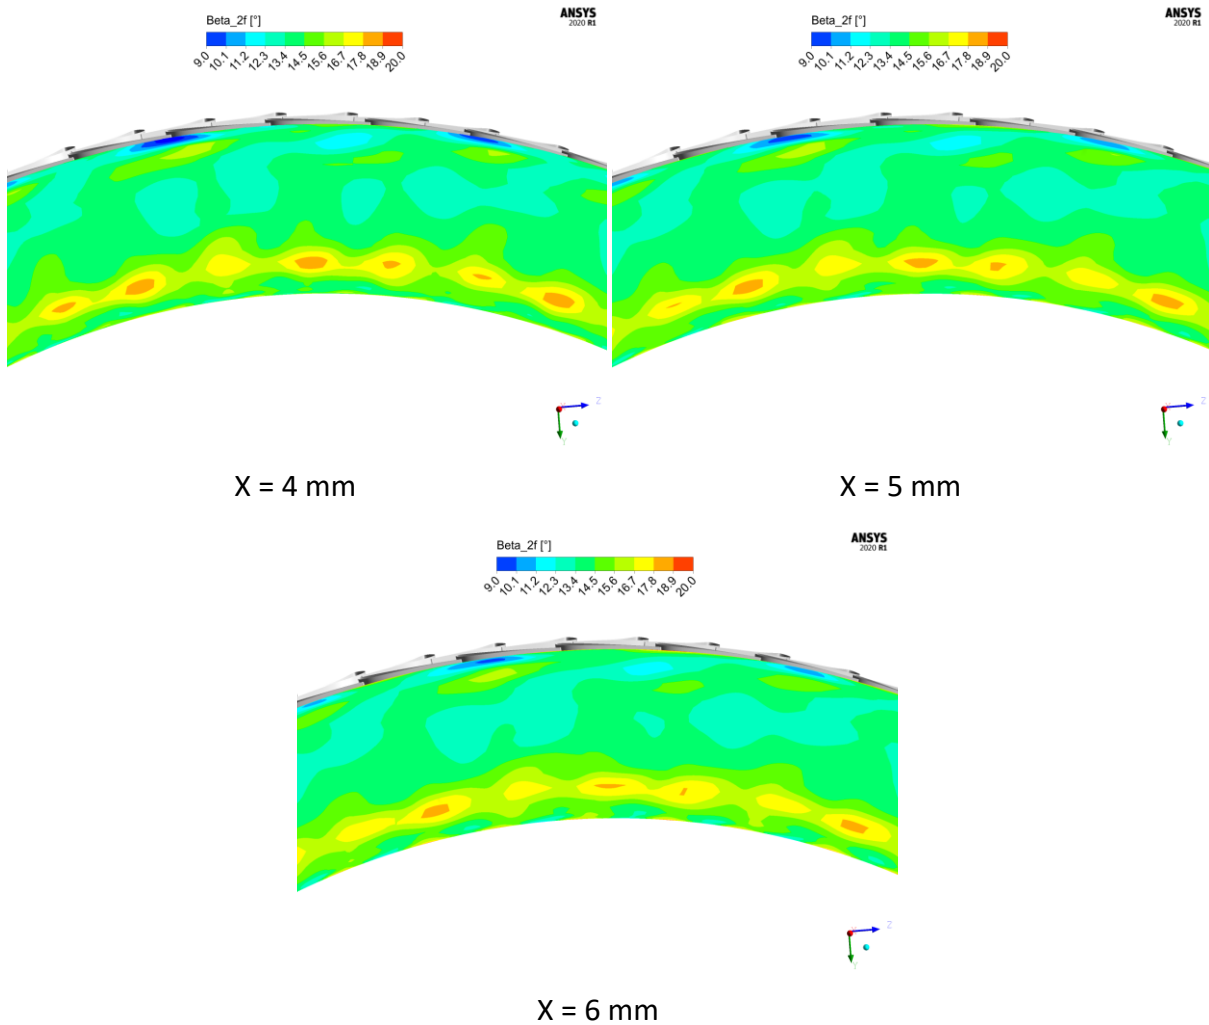 ANSYS
2020 R1
Beta_2f [°]
9.0 10.1 11.2 12.3 13.4 14.5 15.6 16.7 17.8 18.9 20.0
Z
Y
X = 4 mm
ANSYS
2020 R1
Beta_2f [°]
9.0 10.1 11.2 12.3 13.4 14.5 15.6 16.7 17.8 18.9 20.0
Z
Y
X = 5 mm
ANSYS
2020 R1
Beta_2f [°]
9.0 10.1 11.2 12.3 13.4 14.5 15.6 16.7 17.8 18.9 20.0
Z
Y
X = 6 mm